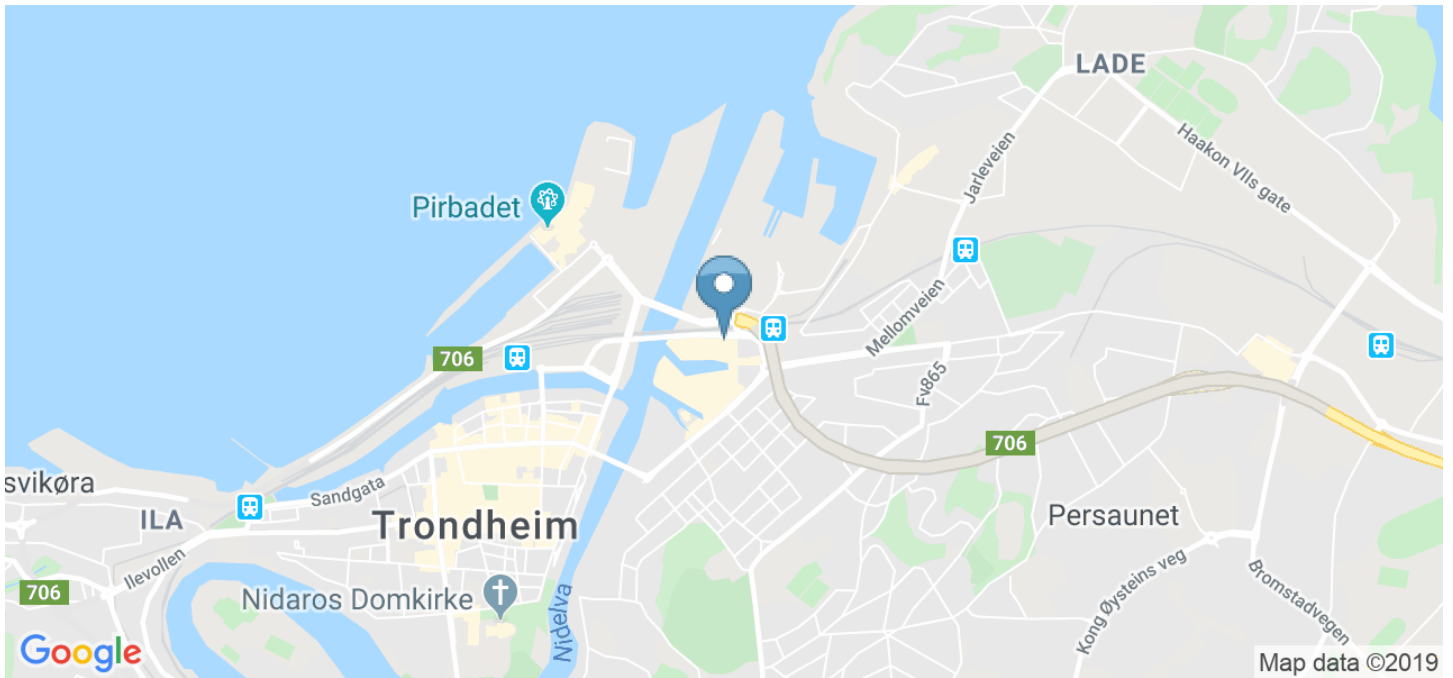 LADE
Haakon VIIs gate
Jarleveien
Pirbadet
Mellomveien
706
Fv865
706
svikøra
Sandgata
ILA
Trondheim
Persaunet
Ilevollen
Kong Øysteins veg
Bromstadvegen
706
Nidaros Domkirke
Nidelva
Google
Map data ©2019